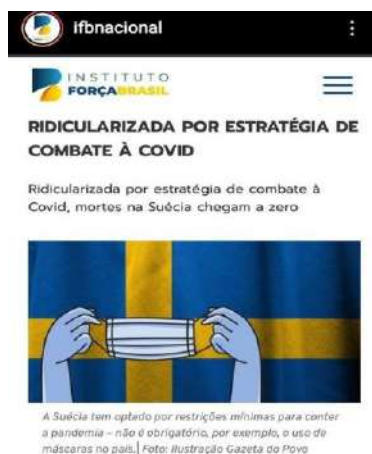 ifbnacional
INSTITUTO
FORÇABRASIL
RIDICULARIZADA POR ESTRATÉGIA DE
COMBATE À COVID
Ridicularizada por estratégia de combate à
Covid, mortes na Suécia chegam a zero
A Suécia tem optado por restrições mínimas para conter
a pandemia – não é obrigatório, por exemplo, o uso de
máscaras no país.| Foto: Ilustração Gazeta do Povo